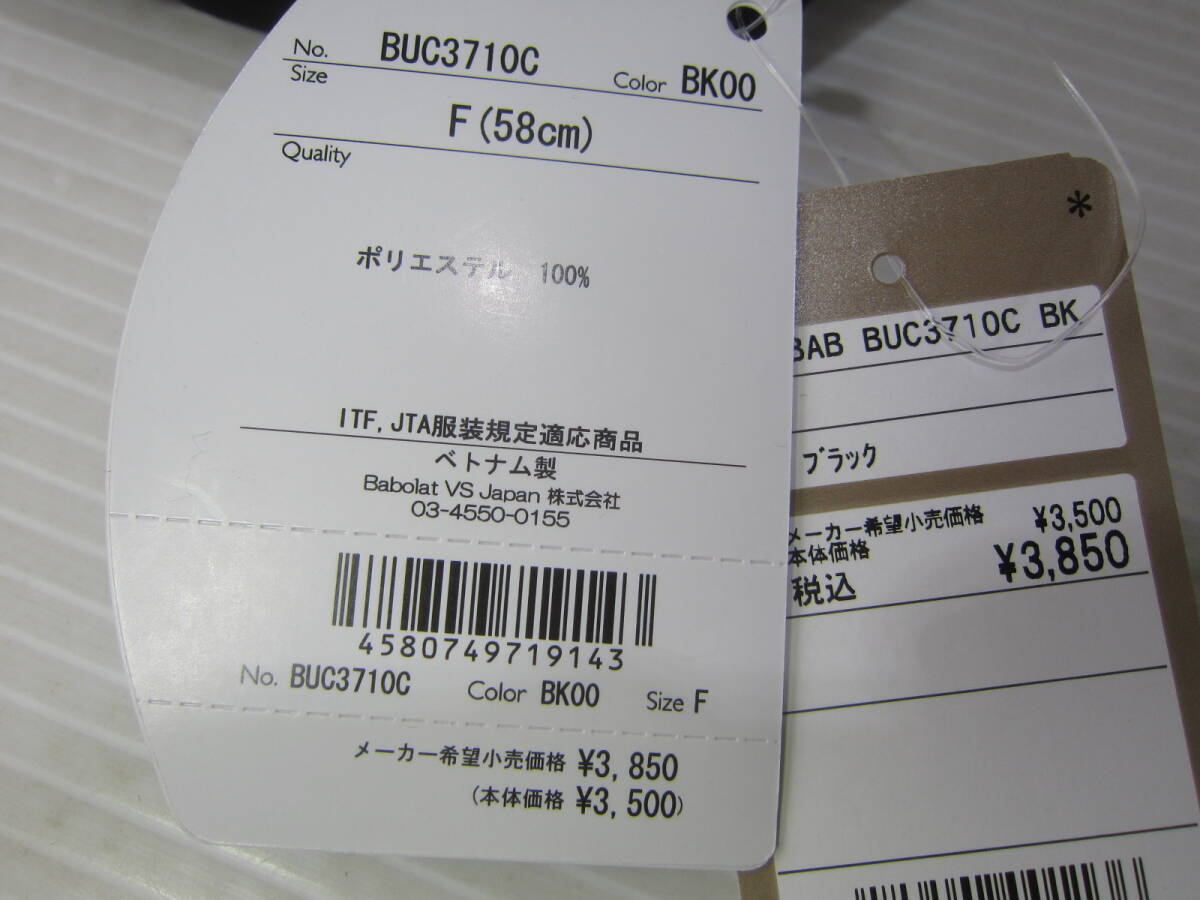 No. BUC3710C Color BK00
Size
F(58cm)
Quality
ポリエステル 100%
ITF, JTA服装規定適応商品
ベトナム製
Babolat VS Japan 株式会社
03-4550-0155
4580749719143
No. BUC3710C Color BK00 Size F
メーカー希望小売価格 ¥3,850
(本体価格 ¥3,500)
*
BAB BUC3710C BK
ブラック
メーカー希望小売価格 ¥3,500
本体価格
税込 ¥3,850